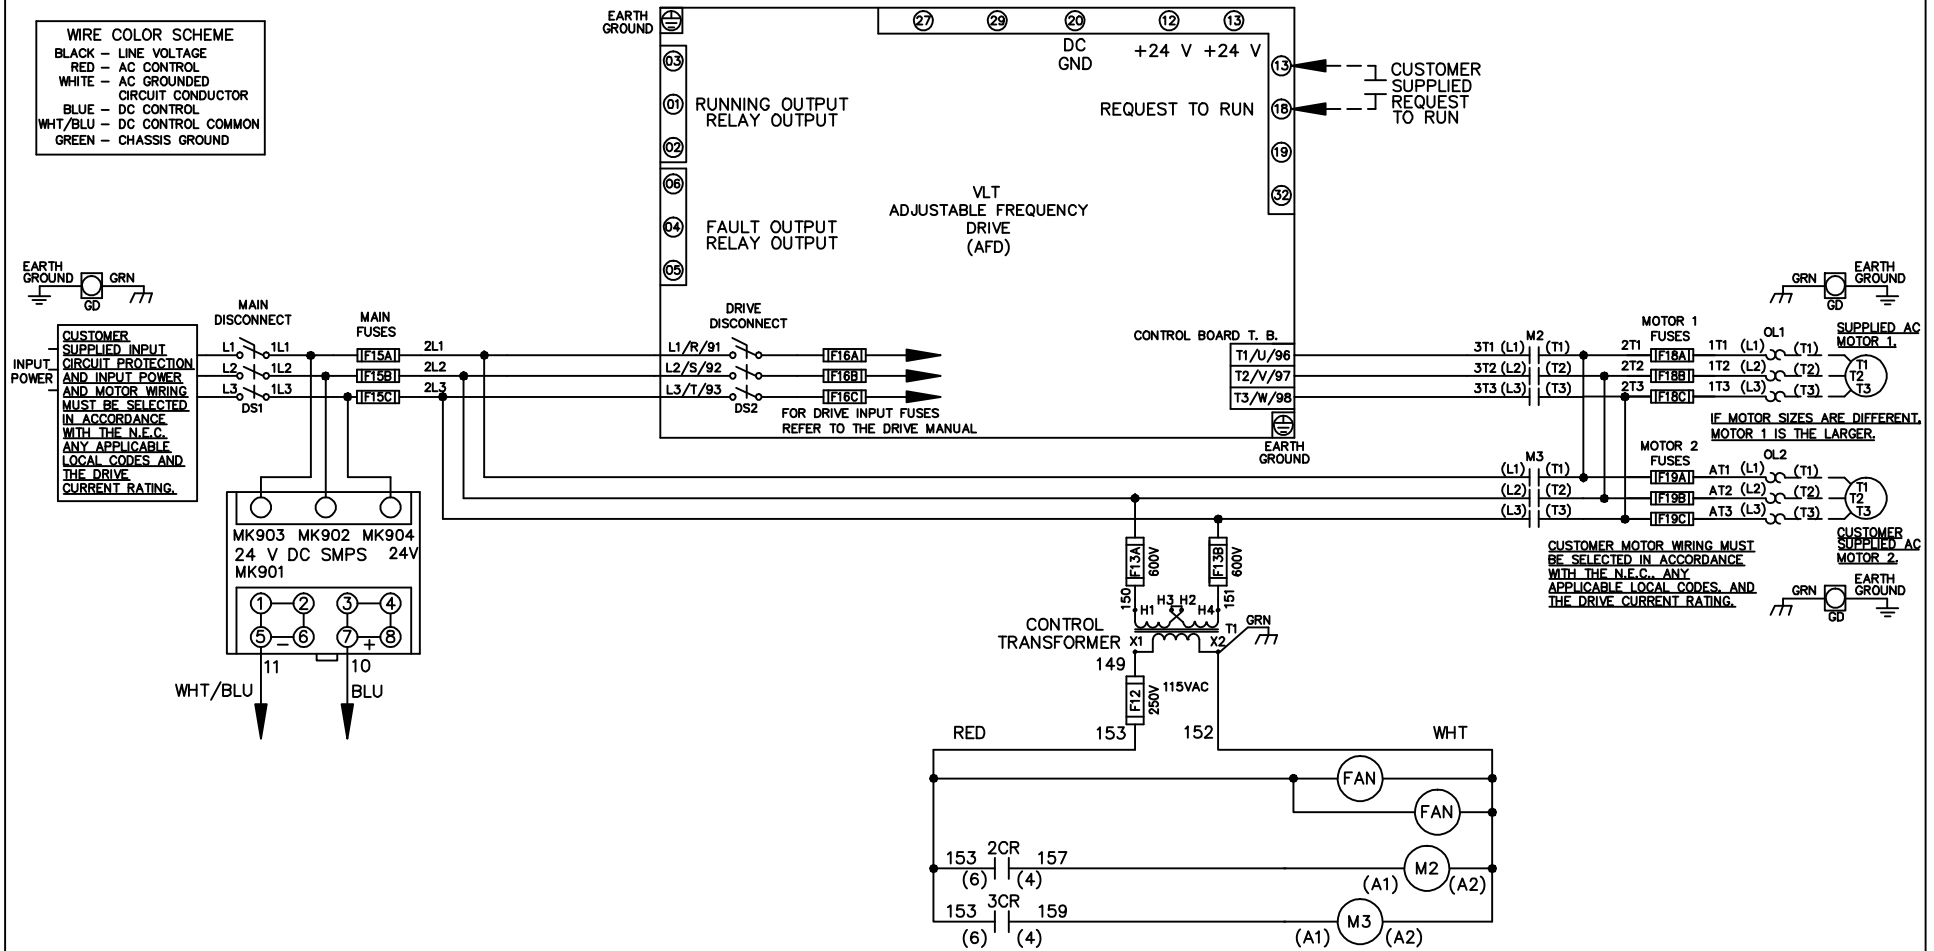 WIRE COLOR SCHEME
BLACK – LINE VOLTAGE
RED – AC CONTROL
WHITE – AC GROUNDED
CIRCUIT CONDUCTOR
BLUE – DC CONTROL
WHT/BLU – DC CONTROL COMMON
GREEN – CHASSIS GROUND
EARTH
GROUND
27
29
20
12
13
DC
GND
+24 V
+24 V
03
01
02
RUNNING OUTPUT
RELAY OUTPUT
06
04
05
FAULT OUTPUT
RELAY OUTPUT
13
18
19
32
REQUEST TO RUN
CUSTOMER
SUPPLIED
REQUEST
TO RUN
VLT
ADJUSTABLE FREQUENCY
DRIVE
(AFD)
EARTH
GROUND
GRN
GD
INPUT
POWER
CUSTOMER
SUPPLIED INPUT
CIRCUIT PROTECTION
AND INPUT POWER
AND MOTOR WIRING
MUST BE SELECTED
IN ACCORDANCE
WITH THE N.E.C.
ANY APPLICABLE
LOCAL CODES AND
THE DRIVE
CURRENT RATING.
MAIN
DISCONNECT
L1 1L1
L2 1L2
L3 1L3
DS1
MAIN
FUSES
F15A
F15B
F15C
2L1
2L2
2L3
DRIVE
DISCONNECT
L1/R/91
L2/S/92
L3/T/93
DS2
F16A
F16B
F16C
FOR DRIVE INPUT FUSES
REFER TO THE DRIVE MANUAL
CONTROL BOARD T. B.
T1/U/96
T2/V/97
T3/W/98
EARTH
GROUND
M2
3T1 (L1) (T1)
3T2 (L2) (T2)
3T3 (L3) (T3)
MOTOR 1
FUSES
2T1 F18A 1T1 (L1) (T1)
2T2 F18B 1T2 (L2) (T2)
2T3 F18C 1T3 (L3) (T3)
OL1
T1
T2
T3
GRN
GD
EARTH
GROUND
SUPPLIED AC
MOTOR 1.
IF MOTOR SIZES ARE DIFFERENT,
MOTOR 1 IS THE LARGER.
M3
(L1) (T1)
(L2) (T2)
(L3) (T3)
MOTOR 2
FUSES
F19A AT1 (L1) (T1)
F19B AT2 (L2) (T2)
F19C AT3 (L3) (T3)
OL2
T1
T2
T3
CUSTOMER
SUPPLIED AC
MOTOR 2.
CUSTOMER MOTOR WIRING MUST
BE SELECTED IN ACCORDANCE
WITH THE N.E.C., ANY
APPLICABLE LOCAL CODES, AND
THE DRIVE CURRENT RATING.
GRN
GD
EARTH
GROUND
MK903 MK902 MK904
24 V DC SMPS 24V
MK901
1 2 3 4
5 – 6 7 + 8
11
10
WHT/BLU
BLU
F13A
600V
F13B
600V
150
151
H1 H3 H2 H4
CONTROL
TRANSFORMER
X1
X2
T1
GRN
149
F12
250V
115VAC
153
152
RED
WHT
FAN
FAN
153 2CR 157
(6) (4)
M2
(A1) (A2)
153 3CR 159
(6) (4)
M3
(A1) (A2)